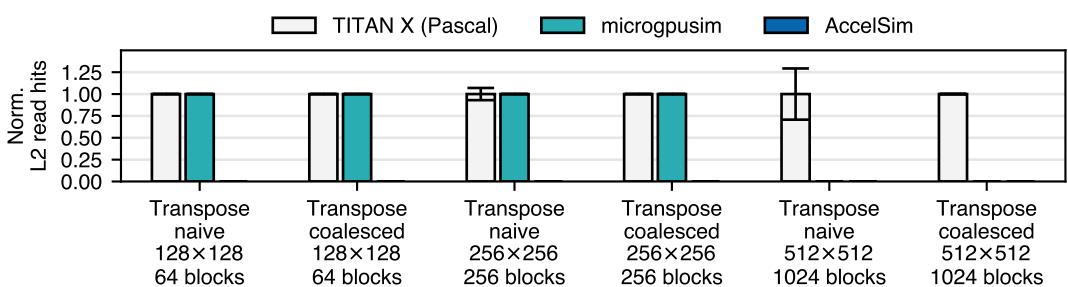 TITAN X (Pascal) microgpusim AccelSim
Norm.
L2 read hits
1.25
1.00
0.75
0.50
0.25
0.00
Transpose
naive
128×128
64 blocks
Transpose
coalesced
128×128
64 blocks
Transpose
naive
256×256
256 blocks
Transpose
coalesced
256×256
256 blocks
Transpose
naive
512×512
1024 blocks
Transpose
coalesced
512×512
1024 blocks